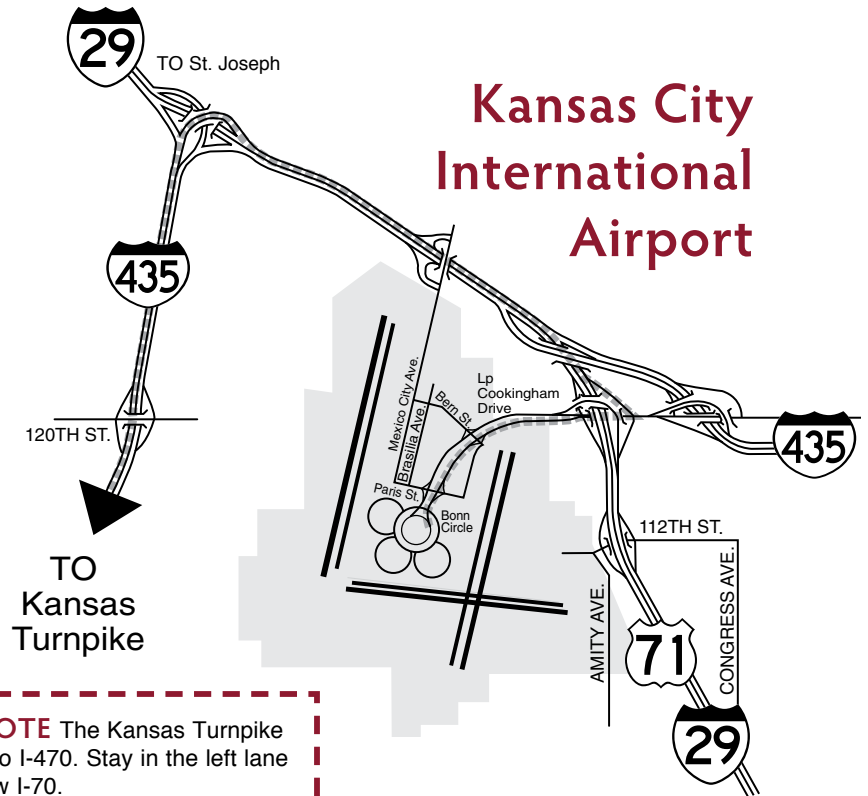 29
TO St. Joseph
Kansas City
International
Airport
435
Mexico City Ave.
Brasilia Ave.
Bern St.
Lp
Cookingham
Drive
120TH ST.
435
Paris St.
Bonn
Circle
112TH ST.
TO
Kansas
Turnpike
AMITY AVE.
CONGRESS AVE.
71
29
The Kansas Turnpike
I-470. Stay in the left lane
I-70.